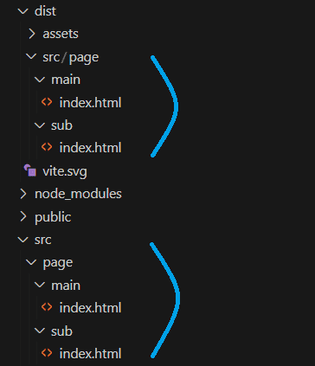 dist
assets
src/page
main
index.html
sub
index.html
vite.svg
node_modules
public
src
page
main
index.html
sub
index.html